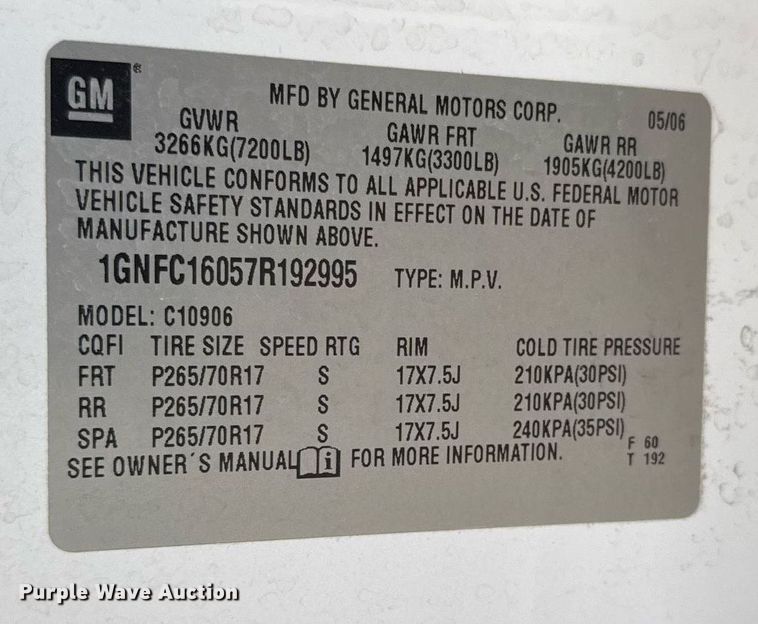 GM
MFD BY GENERAL MOTORS CORP. 05/06
GVWR GAWR FRT GAWR RR
3266KG(7200LB) 1497KG(3300LB) 1905KG(4200LB)
THIS VEHICLE CONFORMS TO ALL APPLICABLE U.S. FEDERAL MOTOR
VEHICLE SAFETY STANDARDS IN EFFECT ON THE DATE OF
MANUFACTURE SHOWN ABOVE.
1GNFC16057R192995 TYPE: M.P.V.
MODEL: C10906
CQFI TIRE SIZE SPEED RTG RIM COLD TIRE PRESSURE
FRT P265/70R17 S 17X7.5J 210KPA(30PSI)
RR P265/70R17 S 17X7.5J 210KPA(30PSI)
SPA P265/70R17 S 17X7.5J 240KPA(35PSI)
SEE OWNER´S MANUAL i FOR MORE INFORMATION.
F 60
T 192
Purple Wave Auction